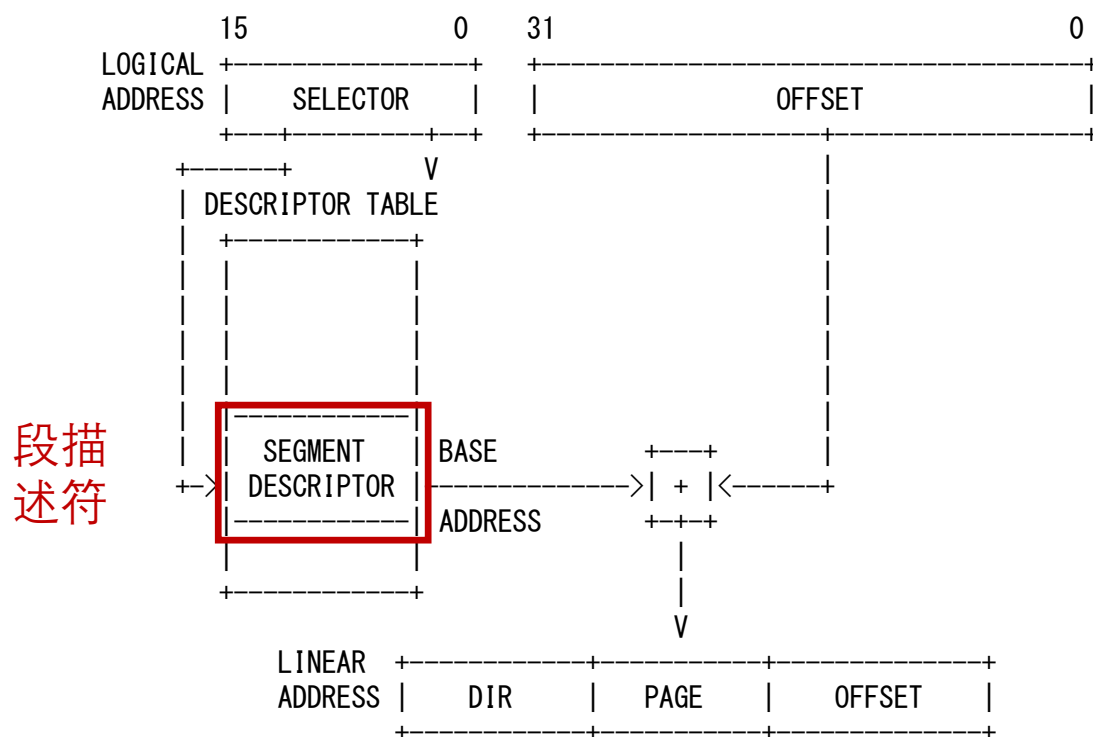 15 0 31 0
LOGICAL +----------------+ +-------------------------------------+
ADDRESS | SELECTOR | | OFFSET |
+---+---------+--+ +-------------------+-----------------+
+------+ V |
| DESCRIPTOR TABLE |
| +------------+ |
| | | |
| | | |
| | | |
| | | |
| |------------| |
段描
述符
| | SEGMENT | BASE +---+ |
+->| DESCRIPTOR |-------------->| + |<------+
|------------| ADDRESS +-+-+
| | |
+------------+ |
V
LINEAR +------------+-----------+--------------+
ADDRESS | DIR | PAGE | OFFSET |
+------------+-----------+--------------+